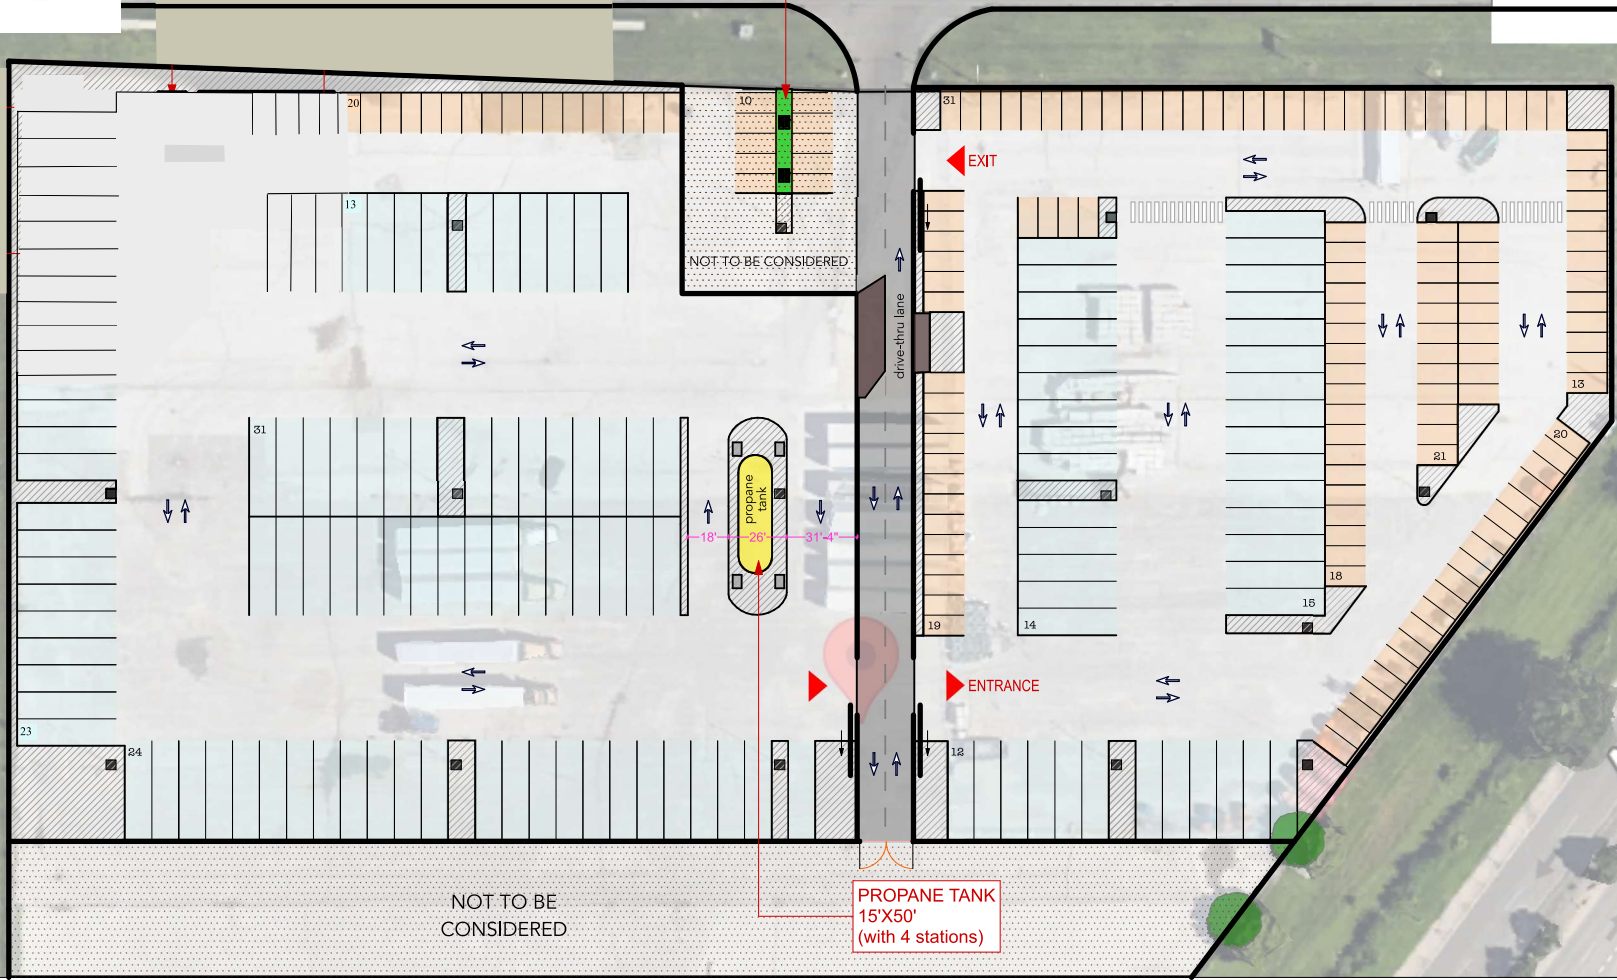 20
10
31
EXIT
13
NOT TO BE CONSIDERED
drive-thru lane
13
31
20
21
propane
tank
18'
26'
31'-4"
18
15
19
14
ENTRANCE
23
24
12
PROPANE TANK
15'X50'
(with 4 stations)
NOT TO BE
CONSIDERED